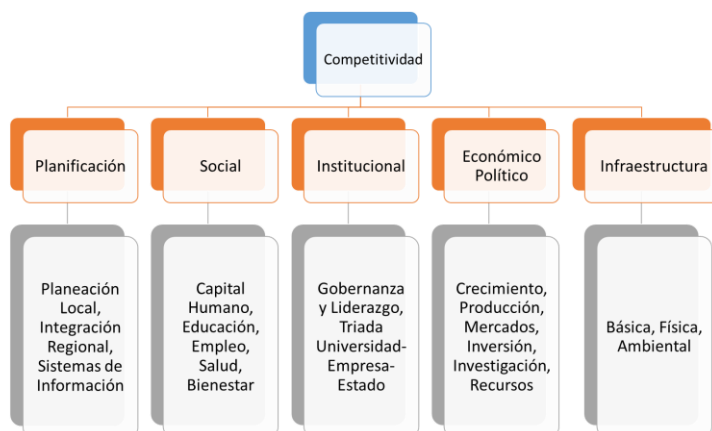 Competitividad
Planificación
Social
Institucional
Económico
Político
Infraestructura
Planeación
Local,
Integración
Regional,
Sistemas de
Información
Capital
Humano,
Educación,
Empleo,
Salud,
Bienestar
Gobernanza
y Liderazgo,
Triada
Universidad-
Empresa-
Estado
Crecimiento,
Producción,
Mercados,
Inversión,
Investigación,
Recursos
Básica, Física,
Ambiental